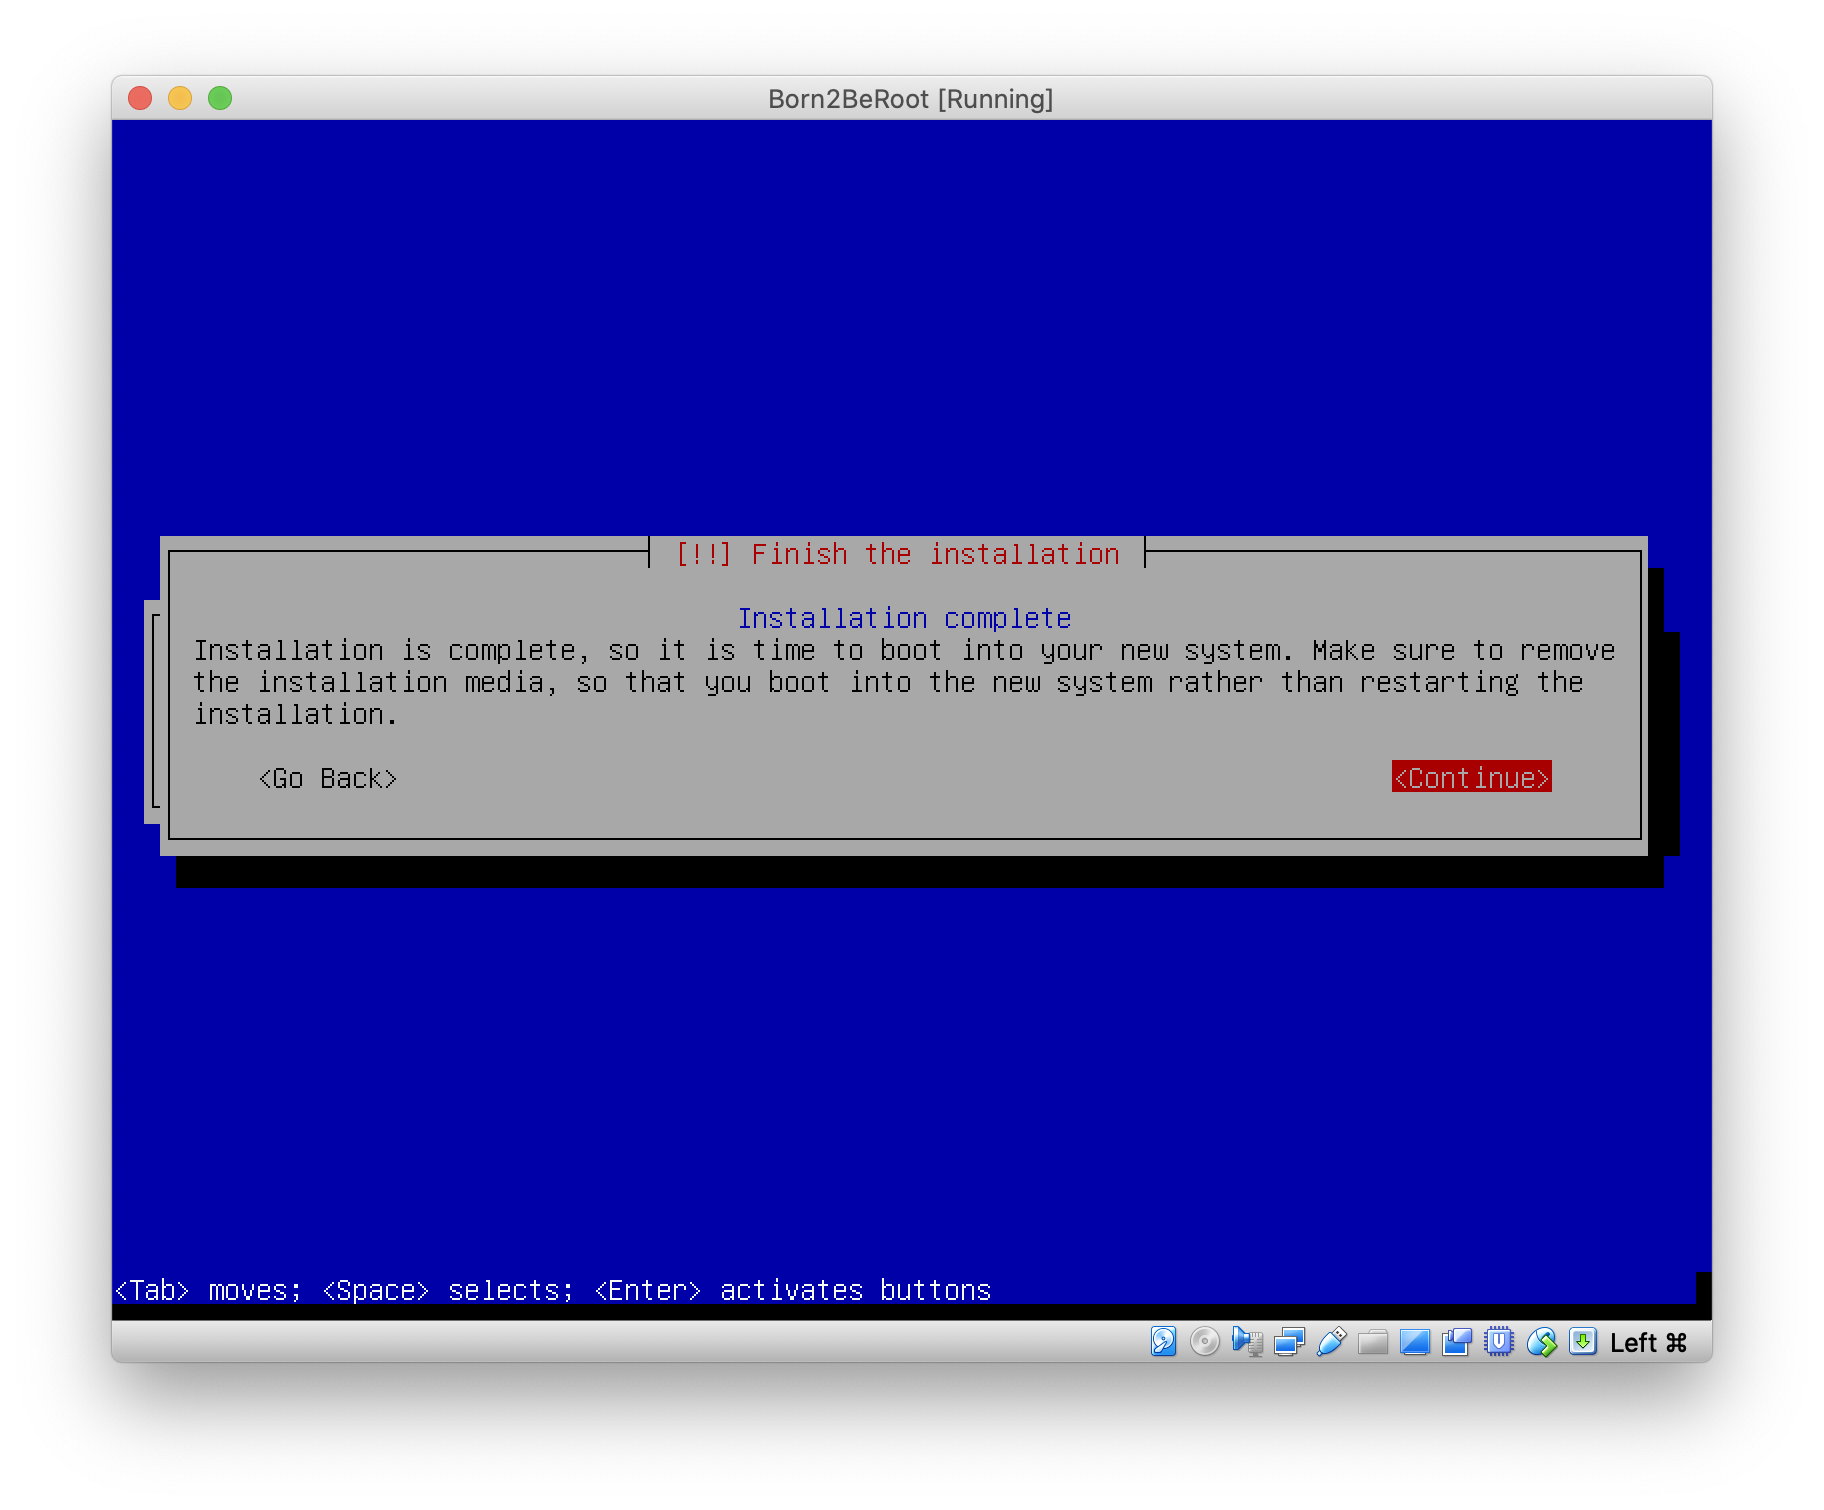 Born2BeRoot [Running]
[!!] Finish the installation
Installation complete
Installation is complete, so it is time to boot into your new system. Make sure to remove
the installation media, so that you boot into the new system rather than restarting the
installation.
<Go Back> <Continue>
<Tab> moves; <Space> selects; <Enter> activates buttons
Left ⌘